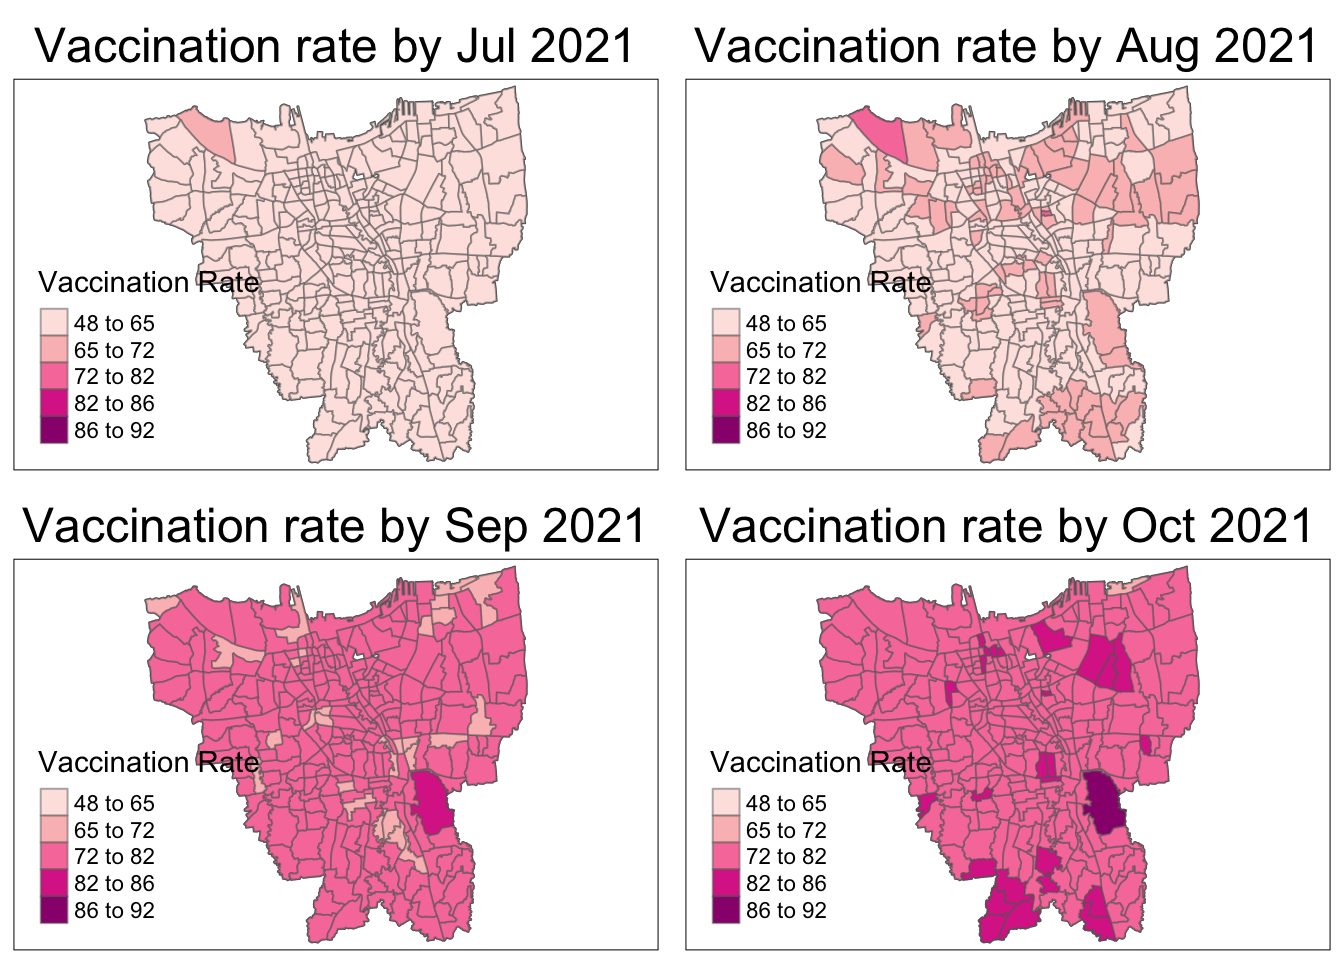 Vaccination rate by Jul 2021
Vaccination Rate
48 to 65
65 to 72
72 to 82
82 to 86
86 to 92
Vaccination rate by Aug 2021
Vaccination Rate
48 to 65
65 to 72
72 to 82
82 to 86
86 to 92
Vaccination rate by Sep 2021
Vaccination Rate
48 to 65
65 to 72
72 to 82
82 to 86
86 to 92
Vaccination rate by Oct 2021
Vaccination Rate
48 to 65
65 to 72
72 to 82
82 to 86
86 to 92